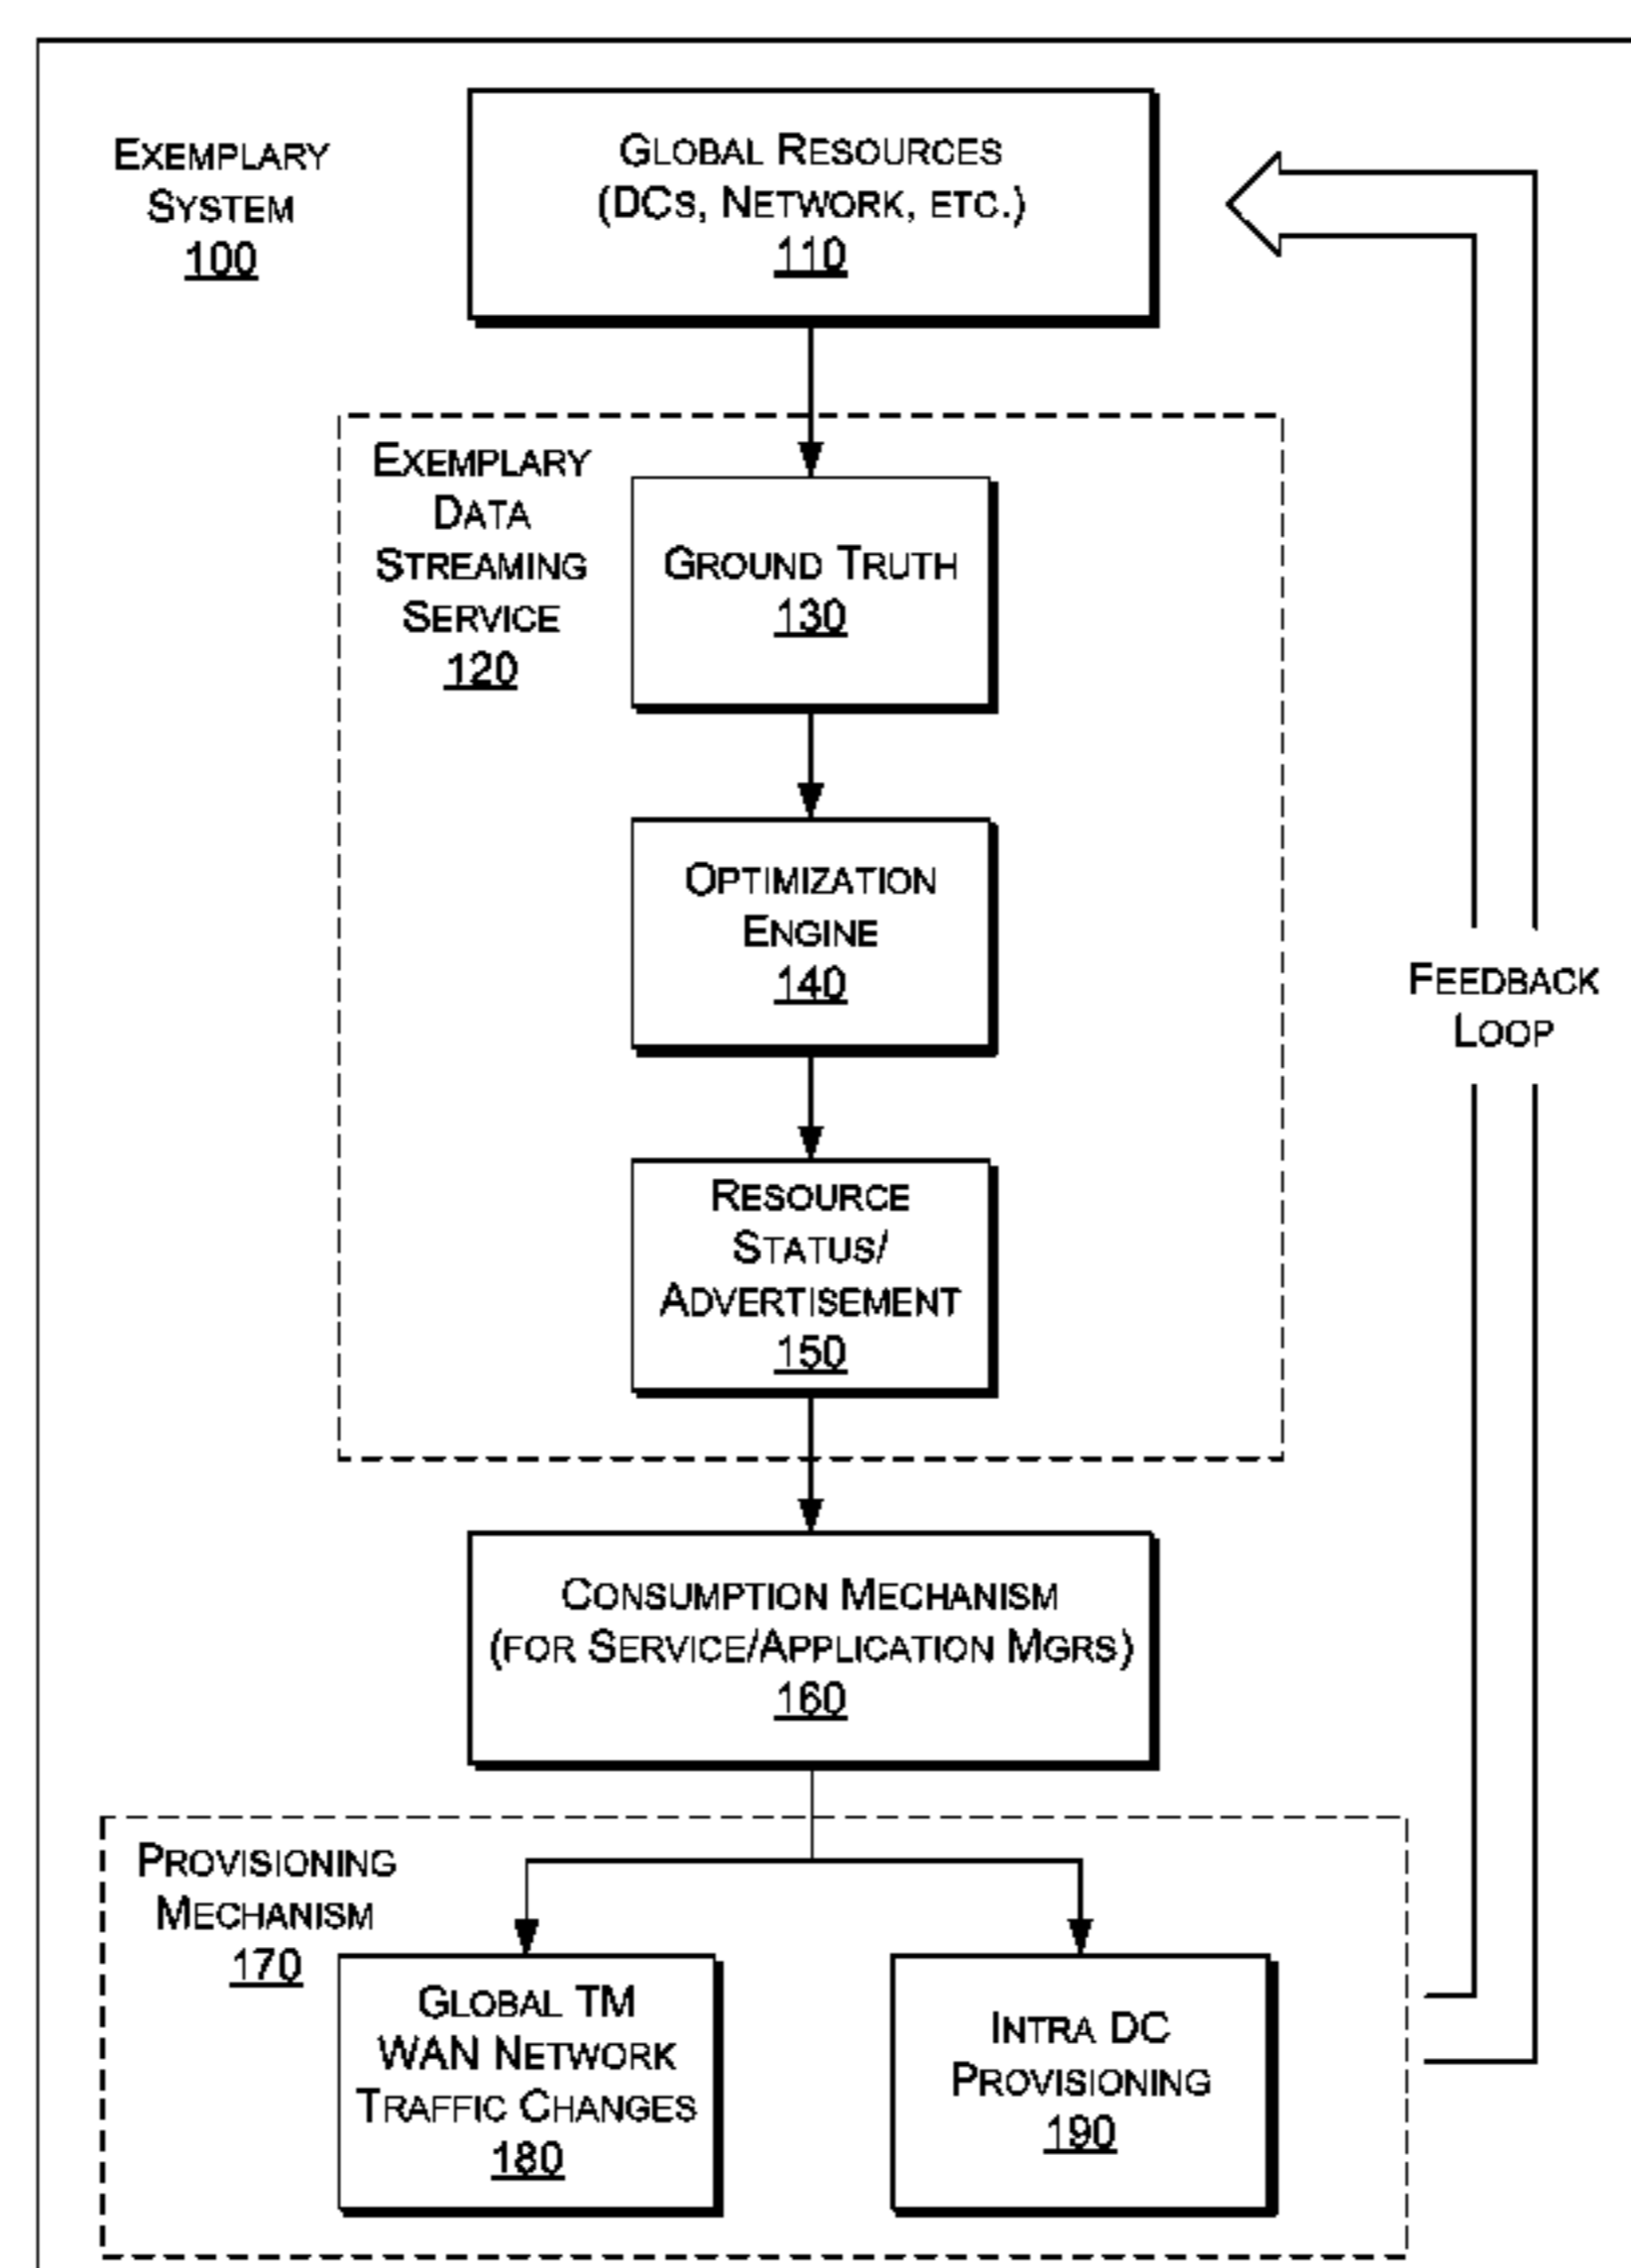 EXEMPLARY
SYSTEM
100
GLOBAL RESOURCES
(DCS, NETWORK, ETC.)
110
EXEMPLARY
DATA
STREAMING
SERVICE
120
GROUND TRUTH
130
OPTIMIZATION
ENGINE
140
FEEDBACK
LOOP
RESOURCE
STATUS/
ADVERTISEMENT
150
CONSUMPTION MECHANISM
(FOR SERVICE/APPLICATION MGRS)
160
PROVISIONING
MECHANISM
170
GLOBAL TM
WAN NETWORK
TRAFFIC CHANGES
180
INTRA DC
PROVISIONING
190